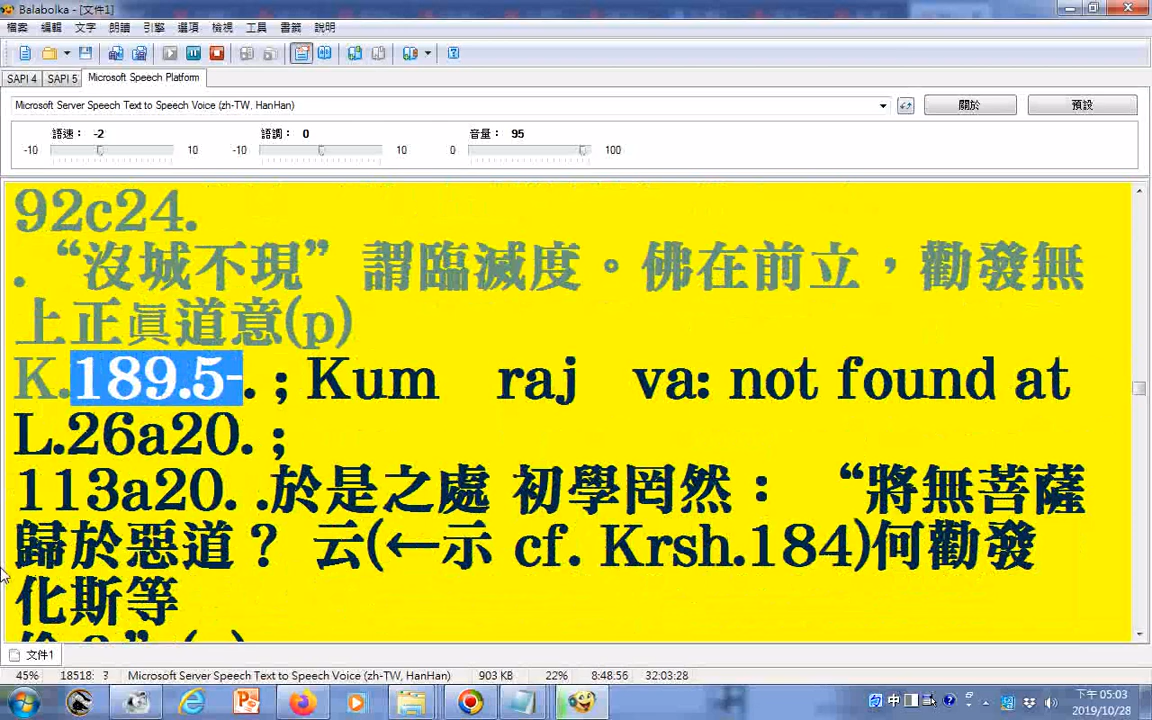 Balabolka - [文件1]
檔案 編輯 文字 朗讀 引擎 選項 檢視 工具 書籤 說明
SAPI 4 SAPI 5 Microsoft Speech Platform
Microsoft Server Speech Text to Speech Voice (zh-TW, HanHan) 關於 預設
語速： -2 語調： 0 音量： 95
-10 10 -10 10 0 100
92c24.
.“沒城不現”謂臨滅度。佛在前立，勸發無
上正眞道意(p)
K.189.5-. ; Kum raj va: not found at
L.26a20. ;
113a20. .於是之處 初學罔然： “將無菩薩
歸於惡道？ 云(←示 cf. Krsh.184)何勸發
化斯等
文件1
45% 18518: ? Microsoft Server Speech Text to Speech Voice (zh-TW, HanHan) 903 KB 22% 8:48:56 32:03:28
中
下午 05:03
2019/10/28